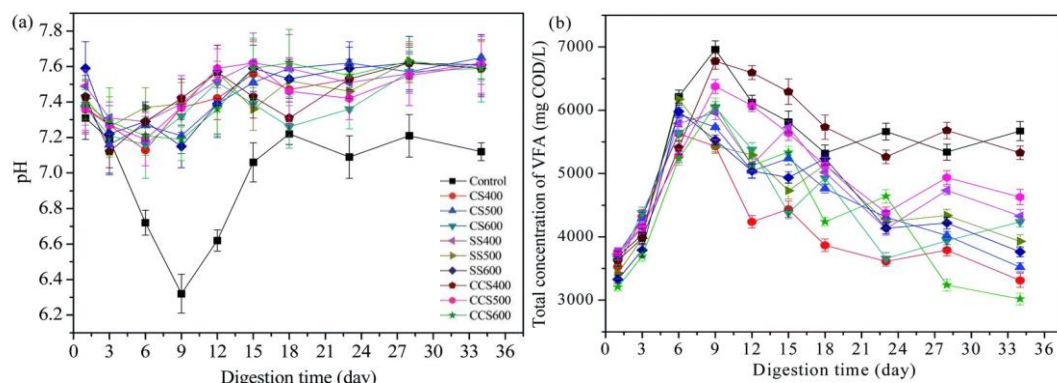 (a)
7.8
7.6
7.4
7.2
7.0
6.8
6.6
6.4
6.2
pH
0 3 6 9 12 15 18 21 24 27 30 33 36
Digestion time (day)
Control
CS400
CS500
CS600
SS400
SS500
SS600
CCS400
CCS500
CCS600
b
7000
6000
5000
4000
3000
Total concentration of VFA (mg COD/L)
0 3 6 9 12 15 18 21 24 27 30 33 36
Digestion time (day)